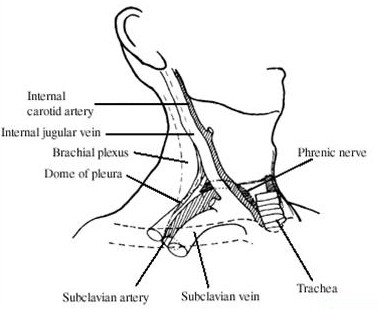 Internal
carotid artery
Internal jugular vein
Brachial plexus
Phrenic nerve
Dome of pleura
Subclavian artery
Subclavian vein
Trachea